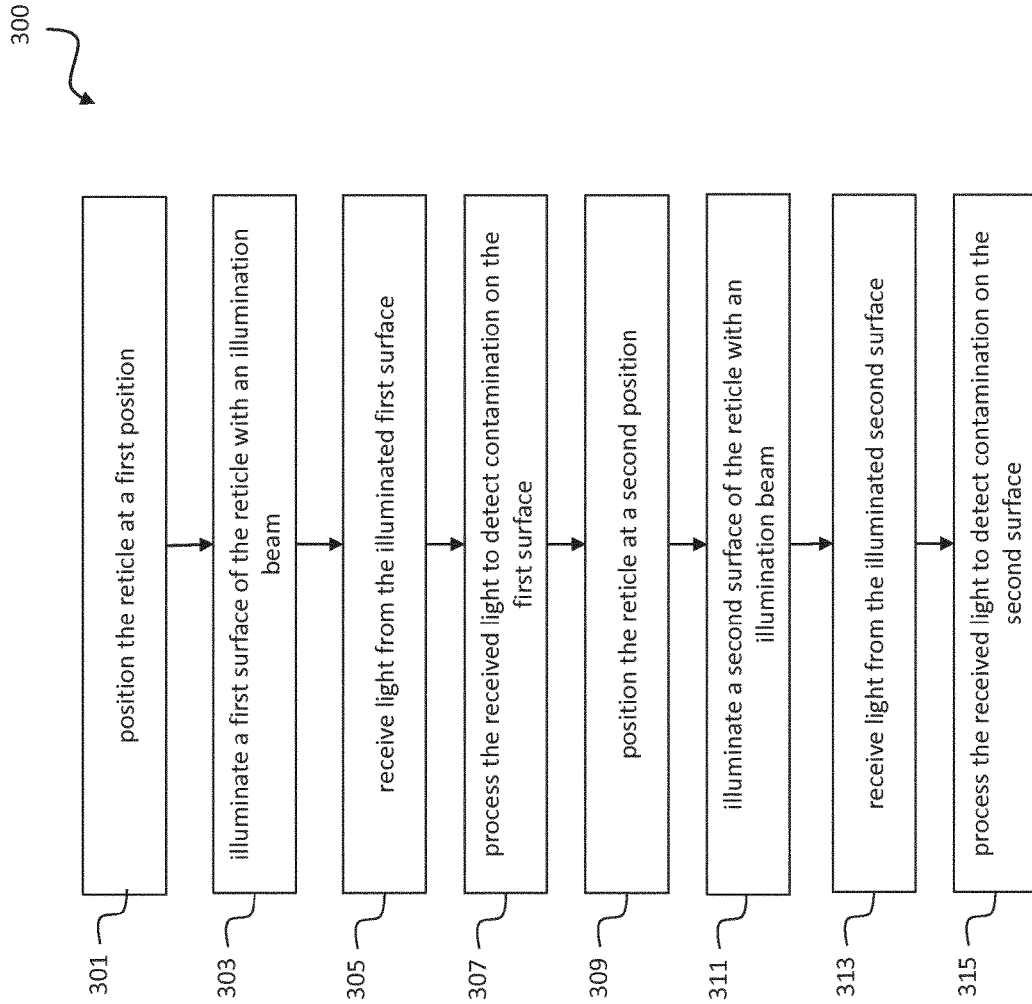 300
301
position the reticle at a first position
303
illuminate a first surface of the reticle with an illumination
beam
305
receive light from the illuminated first surface
307
process the received light to detect contamination on the
first surface
309
position the reticle at a second position
311
illuminate a second surface of the reticle with an
illumination beam
313
receive light from the illuminated second surface
315
process the received light to detect contamination on the
second surface